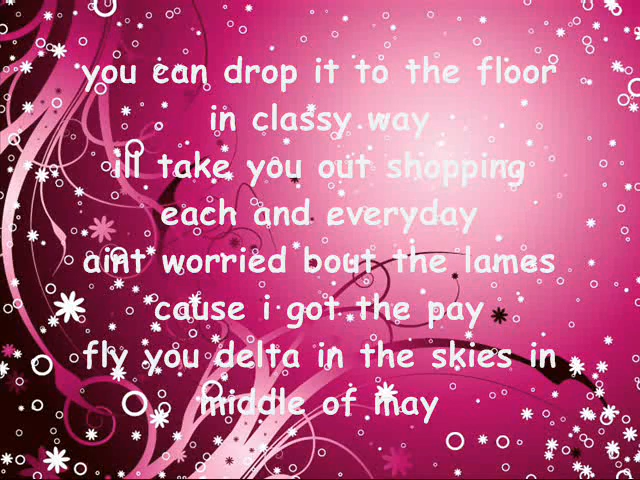 you can drop it to the floor
in classy way
ill take you out shopping
each and everyday
aint worried bout the lames
cause i got the pay
fly you delta in the skies in
middle of may